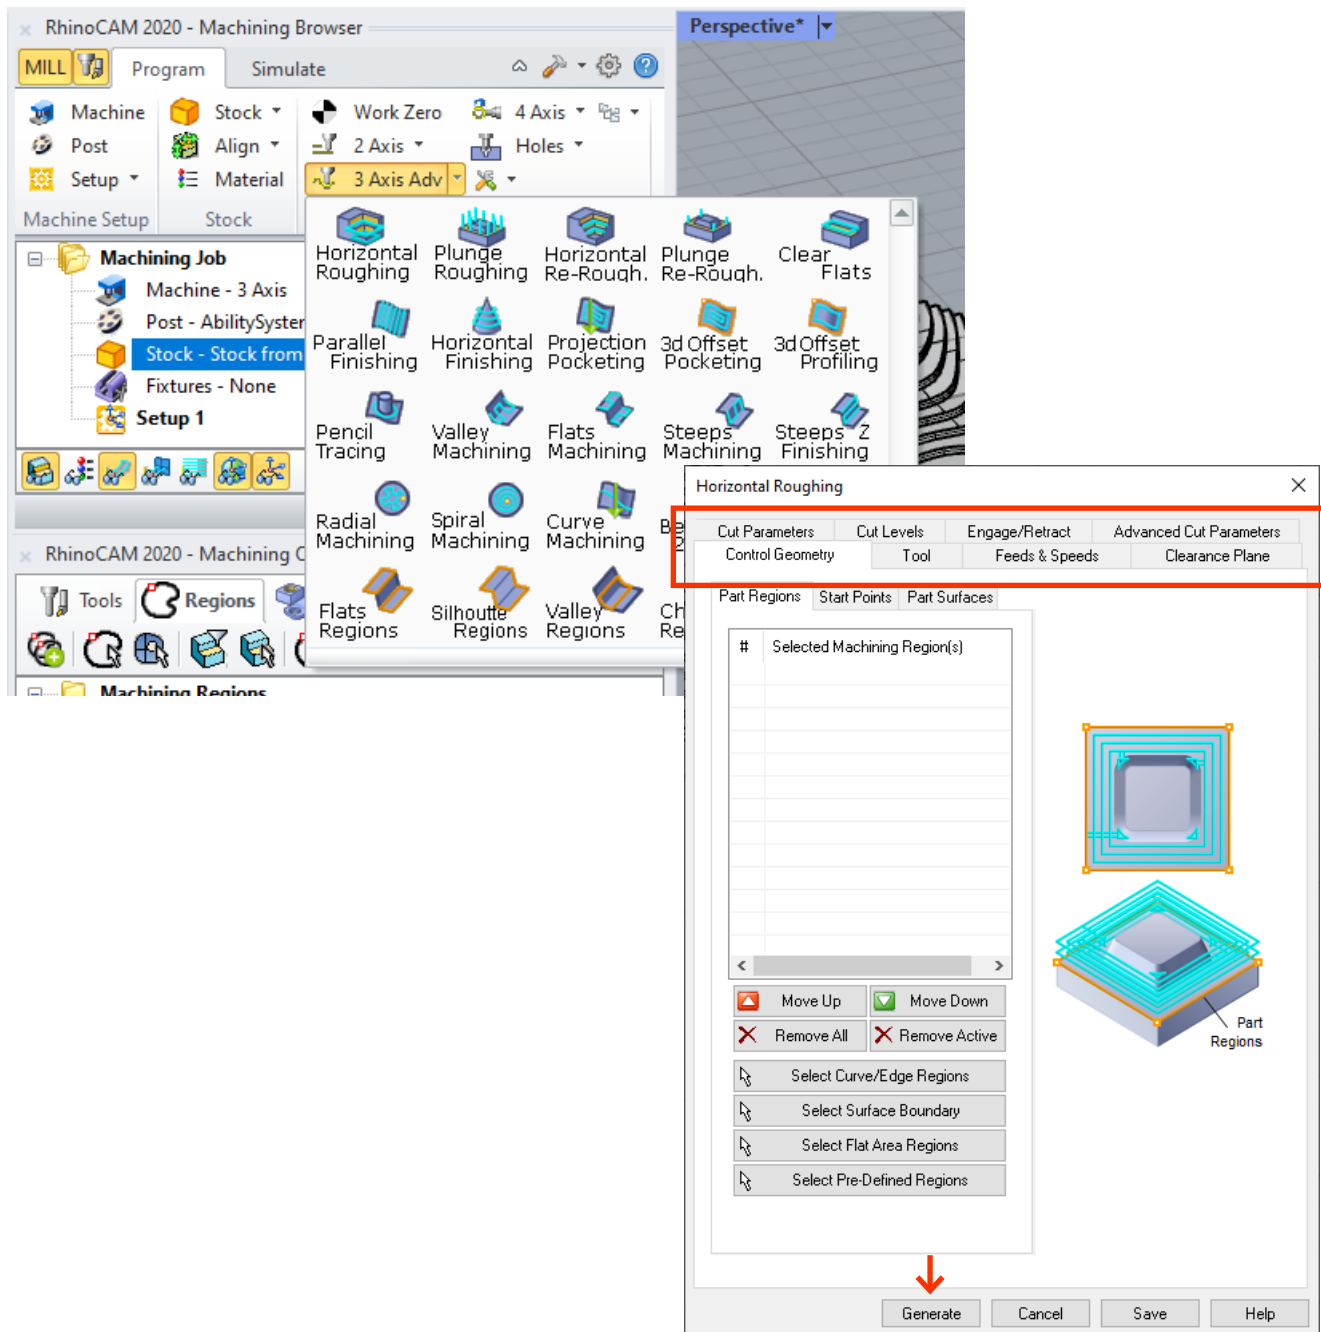 RhinoCAM 2020 - Machining Browser
Perspective*
MILL
Program
Simulate
Machine
Stock
Work Zero
4 Axis
Post
Align
2 Axis
Holes
Setup
Material
3 Axis Adv
Machine Setup
Stock
Horizontal
Roughing
Plunge
Roughing
Horizontal
Re-Rough.
Plunge
Re-Rough.
Clear
Flats
Parallel
Finishing
Horizontal
Finishing
Projection
Pocketing
3d Offset
Pocketing
3d Offset
Profiling
Pencil
Tracing
Valley
Machining
Flats
Machining
Steeps
Machining
Steeps Z
Finishing
Radial
Machining
Spiral
Machining
Curve
Machining
Be
2
Flats
Regions
Silhoutte
Regions
Valley
Regions
Ch
Re
Machining Job
Machine - 3 Axis
Post - AbilitySyster
Stock - Stock from
Fixtures - None
Setup 1
RhinoCAM 2020 - Machining O
Tools
Regions
Machining Regions
Horizontal Roughing
Cut Parameters
Cut Levels
Engage/Retract
Advanced Cut Parameters
Control Geometry
Tool
Feeds & Speeds
Clearance Plane
Part Regions
Start Points
Part Surfaces
# Selected Machining Region(s)
Move Up
Move Down
Remove All
Remove Active
Select Curve/Edge Regions
Select Surface Boundary
Select Flat Area Regions
Select Pre-Defined Regions
Part
Regions
Generate
Cancel
Save
Help